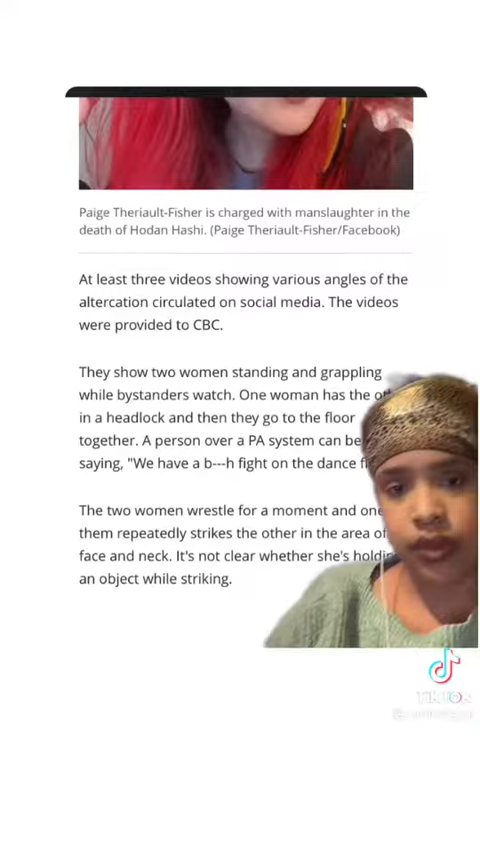 Paige Theriault-Fisher is charged with manslaughter in the
death of Hodan Hashi. (Paige Theriault-Fisher/Facebook)
At least three videos showing various angles of the
altercation circulated on social media. The videos
were provided to CBC.
They show two women standing and grappling
while bystanders watch. One woman has the
in a headlock and then they go to the floor
together. A person over a PA system can be
saying, "We have a b---h fight on the dance
The two women wrestle for a moment and one
them repeatedly strikes the other in the area of
face and neck. It's not clear whether she's
an object while striking.
TikTok